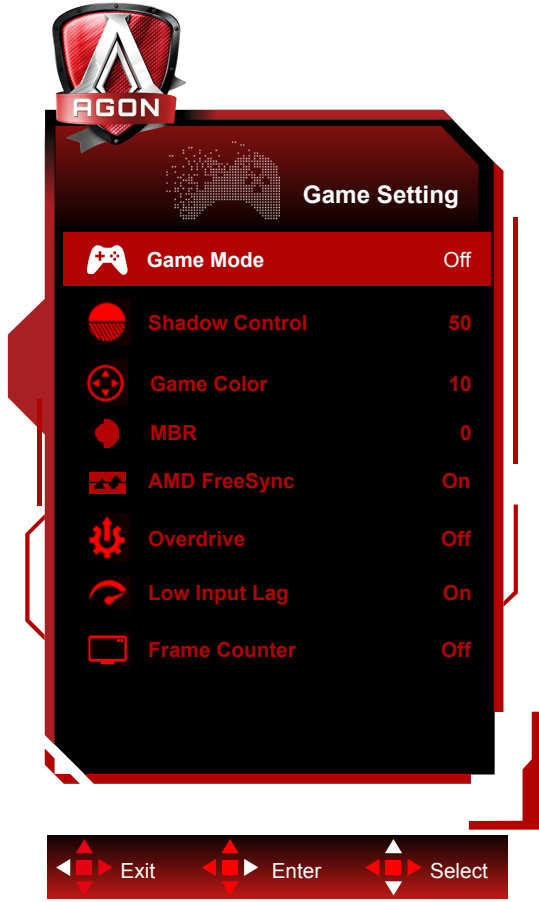 AGON
Game Setting
Game Mode Off
Shadow Control 50
Game Color 10
MBR 0
AMD FreeSync On
Overdrive Off
Low Input Lag On
Frame Counter Off
Exit Enter Select